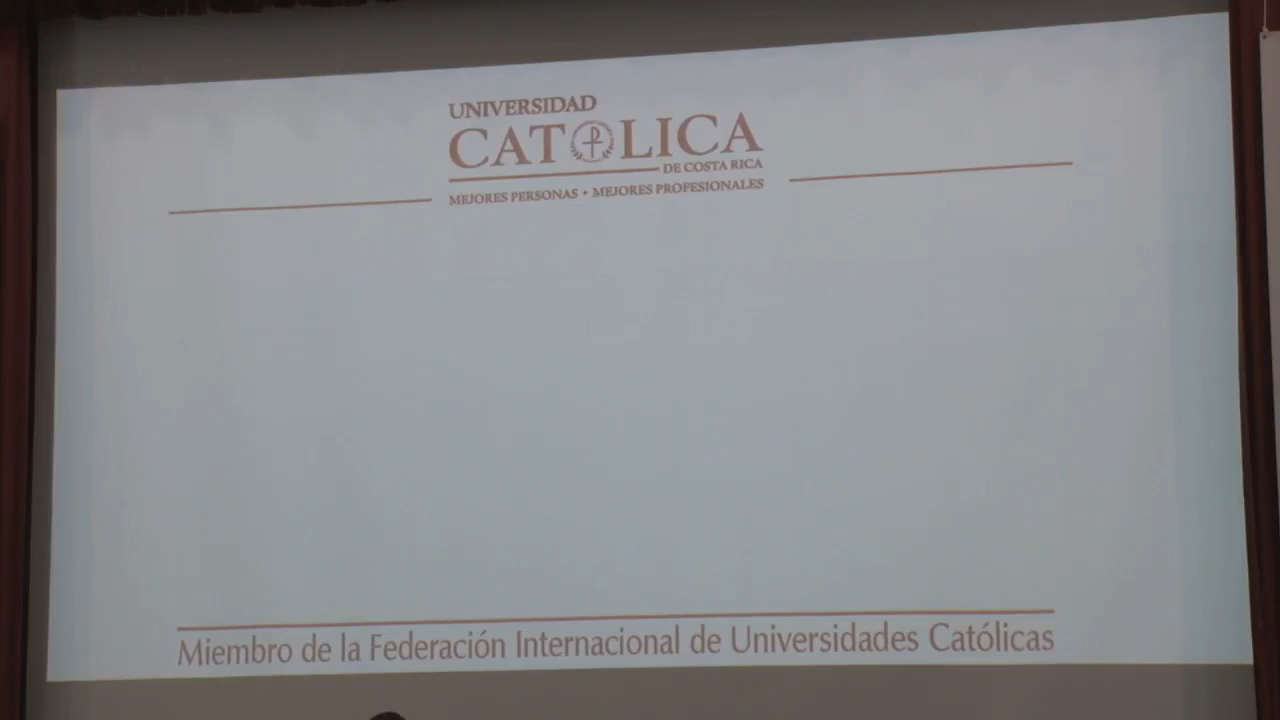 UNIVERSIDAD
CATOLICA
DE COSTA RICA
MEJORES PERSONAS • MEJORES PROFESIONALES
Miembro de la Federación Internacional de Universidades Católicas